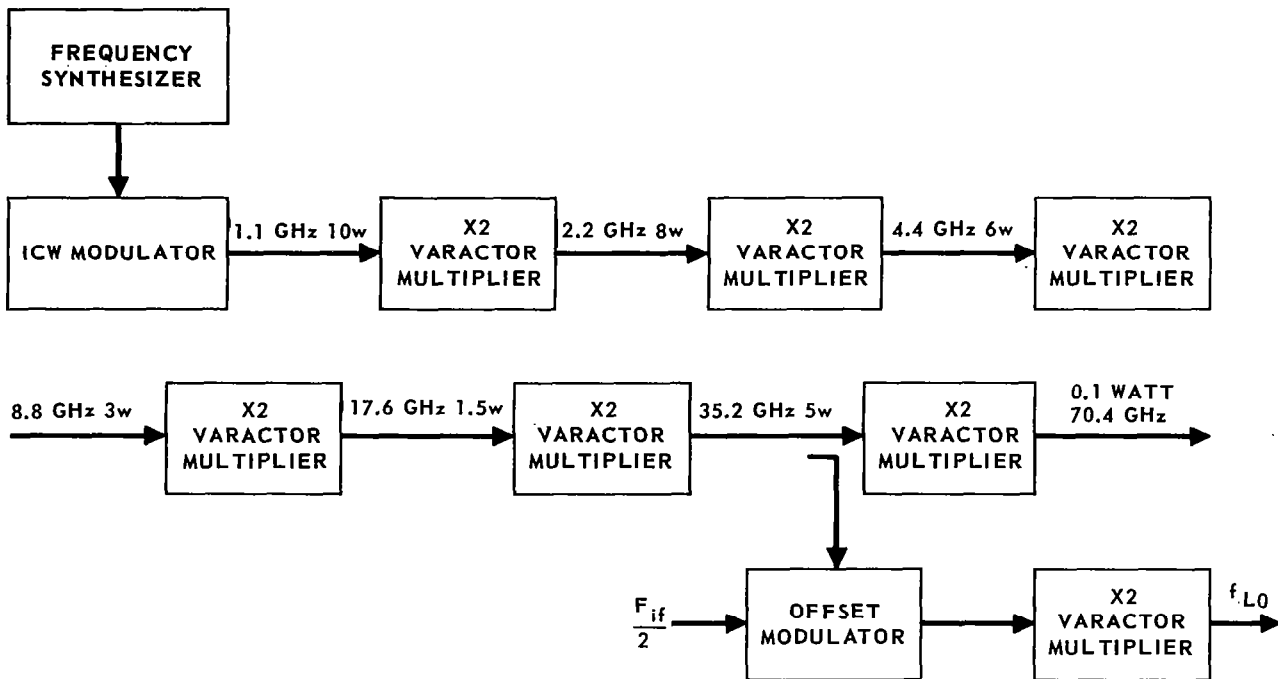 FREQUENCY
SYNTHESIZER
ICW MODULATOR
1.1 GHz 10w
X2
VARACTOR
MULTIPLIER
2.2 GHz 8w
X2
VARACTOR
MULTIPLIER
4.4 GHz 6w
X2
VARACTOR
MULTIPLIER
8.8 GHz 3w
X2
VARACTOR
MULTIPLIER
17.6 GHz 1.5w
X2
VARACTOR
MULTIPLIER
35.2 GHz 5w
X2
VARACTOR
MULTIPLIER
0.1 WATT
70.4 GHz
F_if
2
OFFSET
MODULATOR
X2
VARACTOR
MULTIPLIER
f_LO